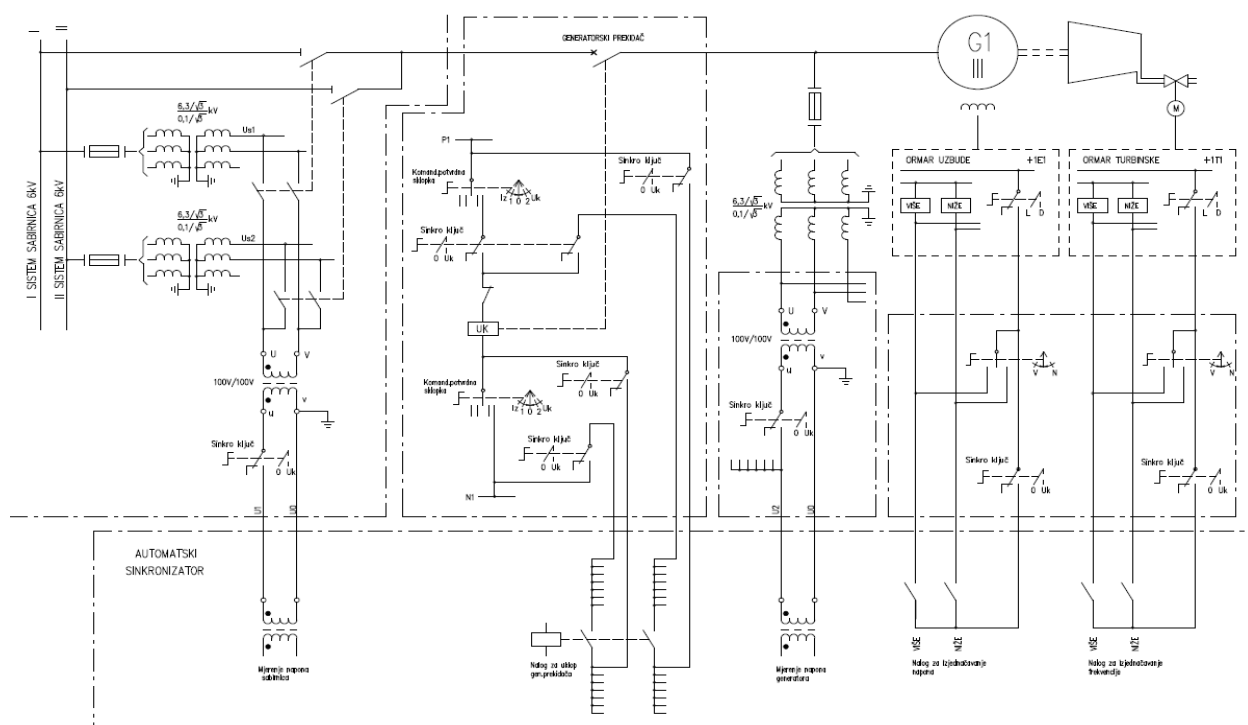 I
II
I SISTEM SABIRNICA 6kV
II SISTEM SABIRNICA 6kV
6,3/√3
0,1/√3
kV
Us1
6,3/√3
0,1/√3
kV
Us2
U
V
100V/100V
u
v
Sinkro ključ
0 Uk
U1
U0
GENERATORSKI PREKIDAČ
P1
Komand.potvrdna
sklopka
Iz 1 0 2 Uk
Sinkro ključ
0 Uk
Sinkro ključ
0 Uk
UK
Sinkro ključ
0 Uk
Komand.potvrdna
sklopka
Iz 1 0 2 Uk
Sinkro ključ
0 Uk
N1
6,3/√3
0,1/√3
kV
U
V
100V/100V
u
v
Sinkro ključ
0 Uk
U2
U0
G1
M
ORMAR UZBUDE +1E1
VIŠE
NIŽE
L D
V N
Sinkro ključ
0 Uk
ORMAR TURBINSKE +1T1
VIŠE
NIŽE
L D
V N
Sinkro ključ
0 Uk
AUTOMATSKI
SINKRONIZATOR
Mjerenje napona
sabirnica
Nalog za uklop
gen.prekidača
Mjerenje napona
generatora
VIŠE
NIŽE
Nalog za izjednačavanje
napona
VIŠE
NIŽE
Nalog za izjednačavanje
frekvencije